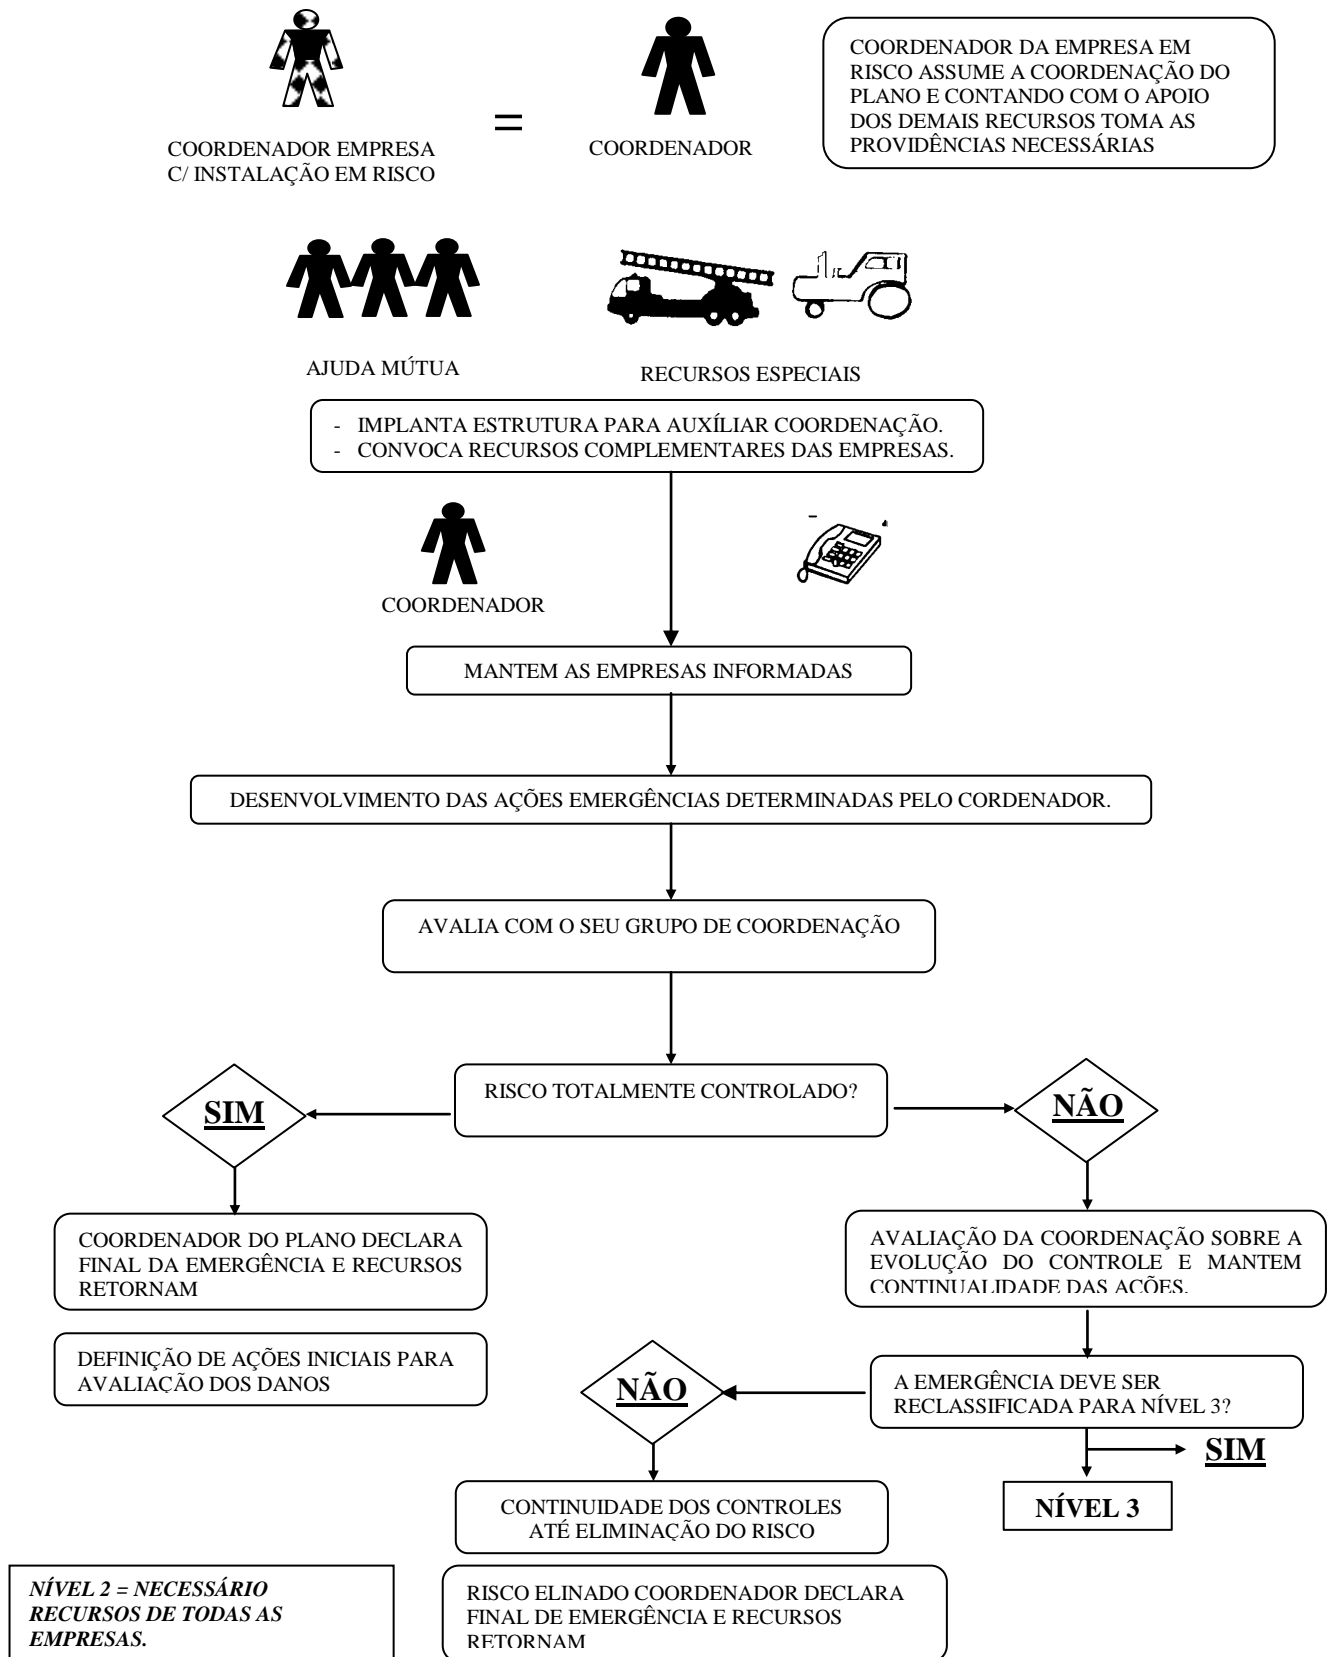 COORDENADOR EMPRESA
C/ INSTALAÇÃO EM RISCO
=
COORDENADOR
COORDENADOR DA EMPRESA EM
RISCO ASSUME A COORDENAÇÃO DO
PLANO E CONTANDO COM O APOIO
DOS DEMAIS RECURSOS TOMA AS
PROVIDÊNCIAS NECESSÁRIAS
AJUDA MÚTUA
RECURSOS ESPECIAIS
- IMPLANTA ESTRUTURA PARA AUXÍLIAR COORDENAÇÃO.
- CONVOCA RECURSOS COMPLEMENTARES DAS EMPRESAS.
COORDENADOR
MANTEM AS EMPRESAS INFORMADAS
DESENVOLVIMENTO DAS AÇÕES EMERGÊNCIAS DETERMINADAS PELO CORDENADOR.
AVALIA COM O SEU GRUPO DE COORDENAÇÃO
RISCO TOTALMENTE CONTROLADO?
SIM
NÃO
COORDENADOR DO PLANO DECLARA
FINAL DA EMERGÊNCIA E RECURSOS
RETORNAM
AVALIAÇÃO DA COORDENAÇÃO SOBRE A
EVOLUÇÃO DO CONTROLE E MANTEM
CONTINUALIDADE DAS AÇÕES.
DEFINIÇÃO DE AÇÕES INICIAIS PARA
AVALIAÇÃO DOS DANOS
NÃO
A EMERGÊNCIA DEVE SER
RECLASSIFICADA PARA NÍVEL 3?
SIM
NÍVEL 3
CONTINUIDADE DOS CONTROLES
ATÉ ELIMINAÇÃO DO RISCO
NÍVEL 2 = NECESSÁRIO
RECURSOS DE TODAS AS
EMPRESAS.
RISCO ELINADO COORDENADOR DECLARA
FINAL DE EMERGÊNCIA E RECURSOS
RETORNAM